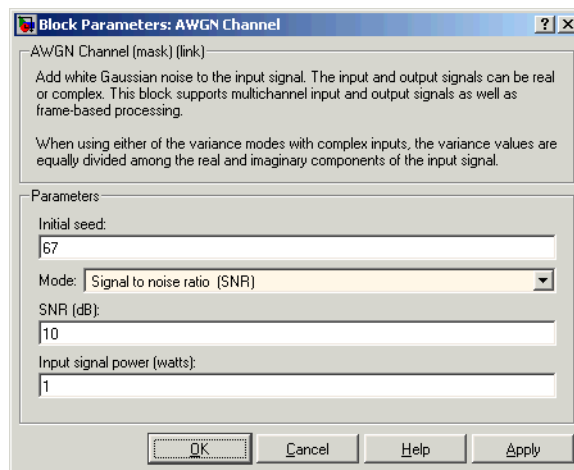 Block Parameters: AWGN Channel
AWGN Channel (mask) (link)
Add white Gaussian noise to the input signal. The input and output signals can be real
or complex. This block supports multichannel input and output signals as well as
frame-based processing.
When using either of the variance modes with complex inputs, the variance values are
equally divided among the real and imaginary components of the input signal.
Parameters
Initial seed:
67
Mode: Signal to noise ratio (SNR)
SNR (dB):
10
Input signal power (watts):
1
OK Cancel Help Apply